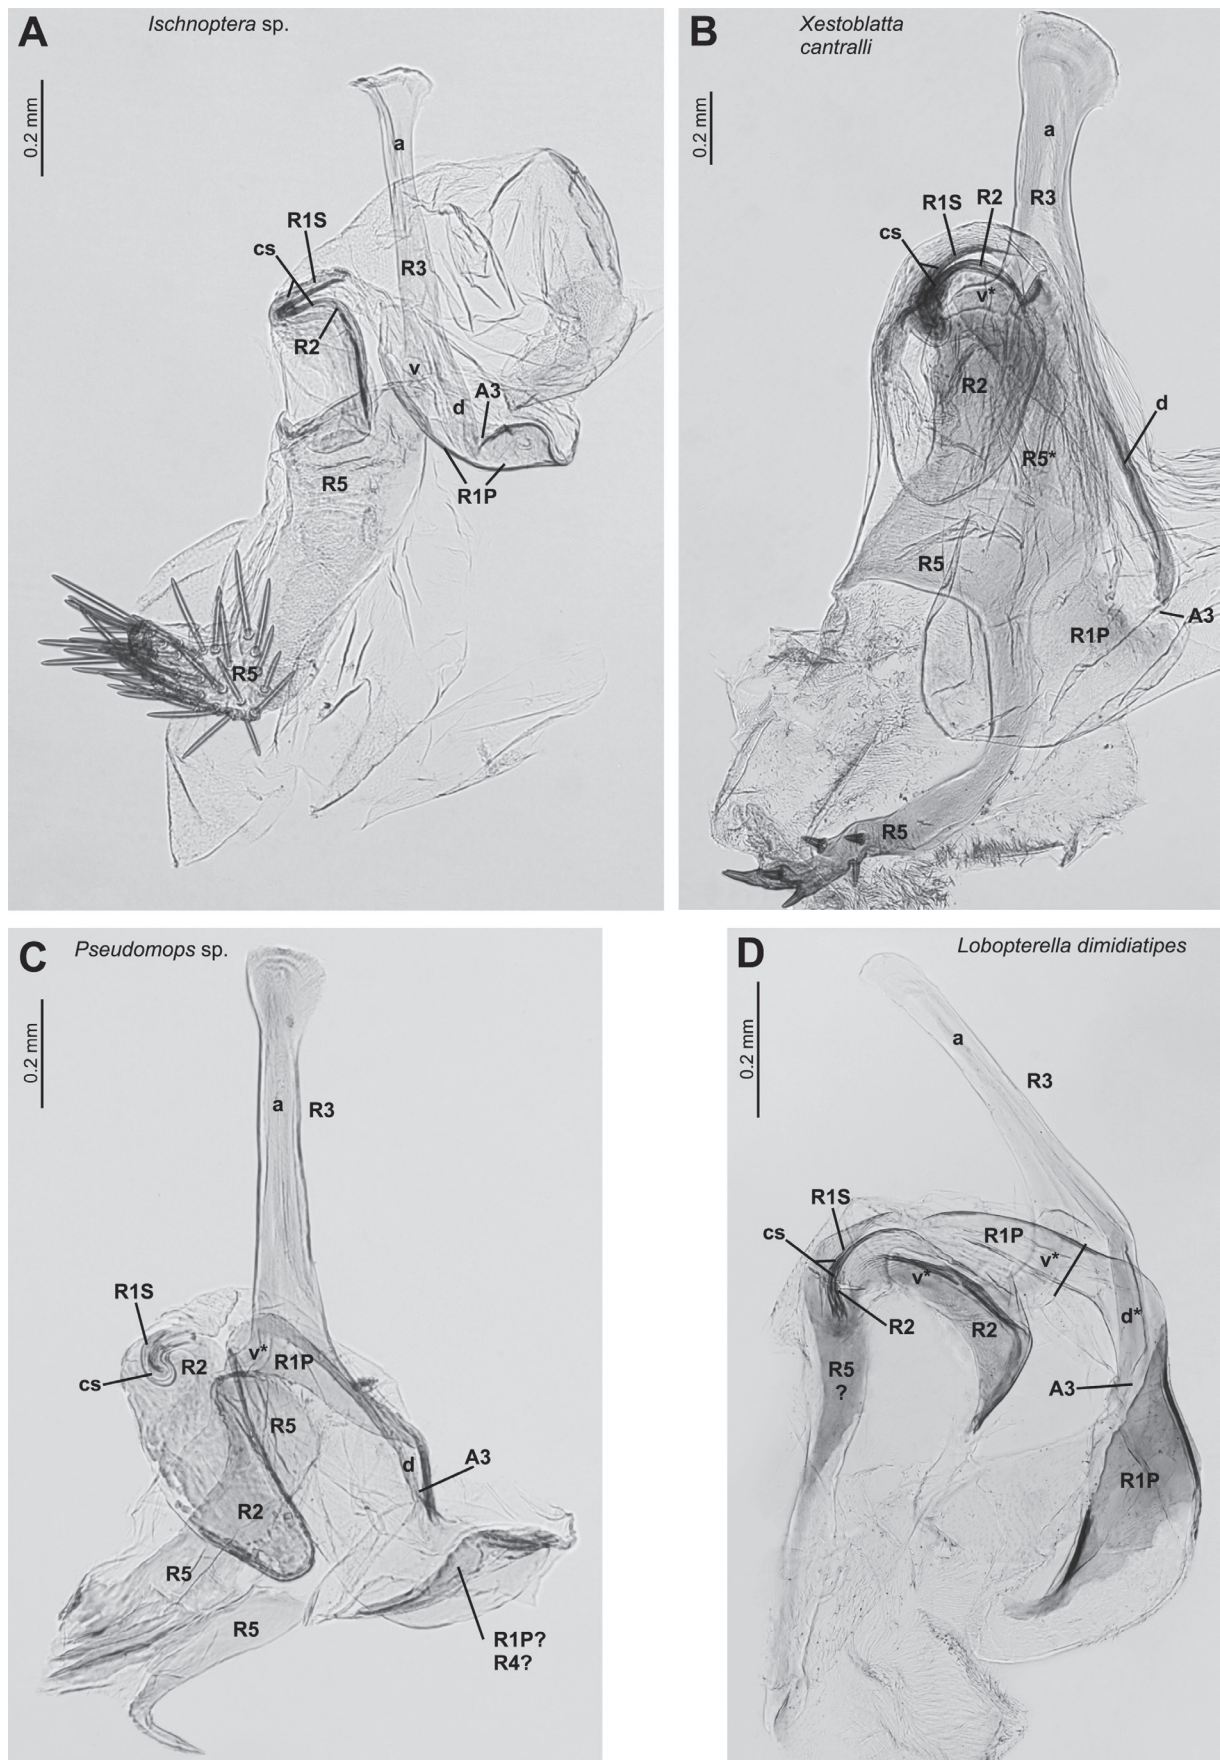 A
Ischnoptera sp.
0.2 mm
a
R1S
cs
R3
R2
v
A3
d
R5
R1P
R5
B
Xestoblatta
cantralli
0.2 mm
a
R2
R1S
R3
cs
v*
R2
d
R5*
R5
A3
R1P
R5
C
Pseudomops sp.
0.2 mm
a
R3
R1S
v*
R1P
R2
cs
R5
A3
d
R2
R5
R5
R1P?
R4?
D
Lobopterella dimidiatipes
0.2 mm
a
R3
R1S
cs
R1P
v*
v*
d*
R2
R2
R5
?
A3
R1P